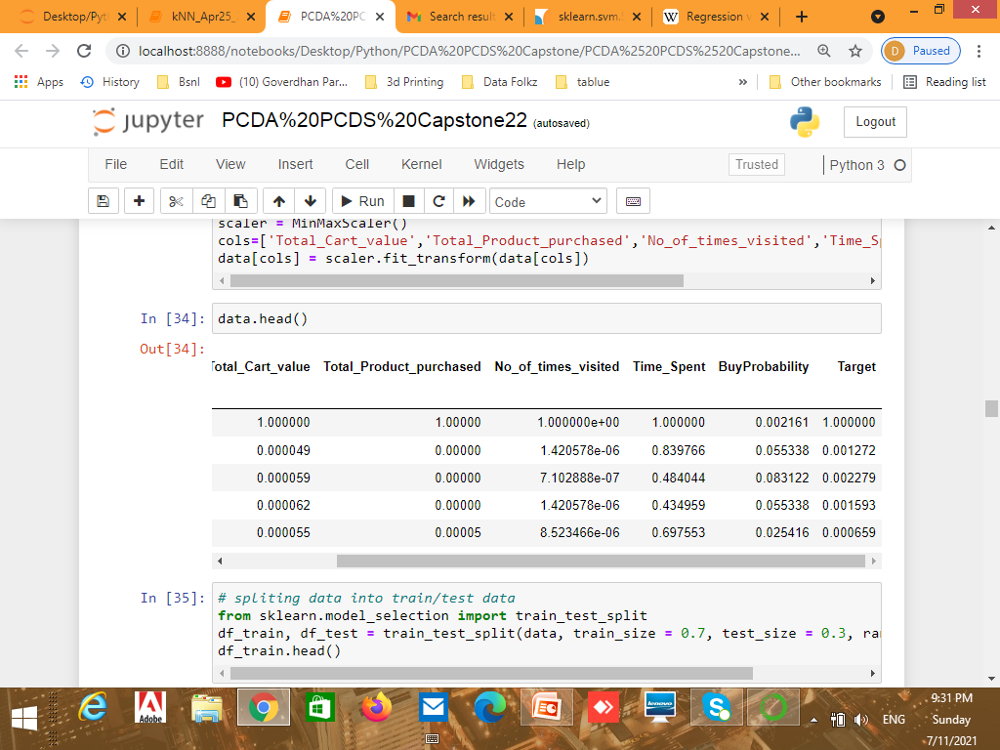 Desktop/Pyt
kNN_Apr25_
PCDA%20PC
Search result
sklearn.svm.
Regression v
localhost:8888/notebooks/Desktop/Python/PCDA%20PCDS%20Capstone/PCDA%2520PCDS%2520Capstone...
D
Paused
Apps
History
Bsnl
(10) Goverdhan Par...
3d Printing
Data Folkz
tablue
»
Other bookmarks
Reading list
jupyter PCDA%20PCDS%20Capstone22 (autosaved)
Logout
File Edit View Insert Cell Kernel Widgets Help
Trusted
Python 3
Run
Code
scaler = MinMaxScaler()
cols=['Total_Cart_value','Total_Product_purchased','No_of_times_visited','Time_Sp
data[cols] = scaler.fit_transform(data[cols])
In [34]: data.head()
Out[34]:
Total_Cart_value Total_Product_purchased No_of_times_visited Time_Spent BuyProbability Target
1.000000 1.00000 1.000000e+00 1.000000 0.002161 1.000000
0.000049 0.00000 1.420578e-06 0.839766 0.055338 0.001272
0.000059 0.00000 7.102888e-07 0.484044 0.083122 0.002279
0.000062 0.00000 1.420578e-06 0.434959 0.055338 0.001593
0.000055 0.00005 8.523466e-06 0.697553 0.025416 0.000659
In [35]: # spliting data into train/test data
from sklearn.model_selection import train_test_split
df_train, df_test = train_test_split(data, train_size = 0.7, test_size = 0.3, ra
df_train.head()
Adobe
lenovo
ENG
9:31 PM
Sunday
7/11/2021